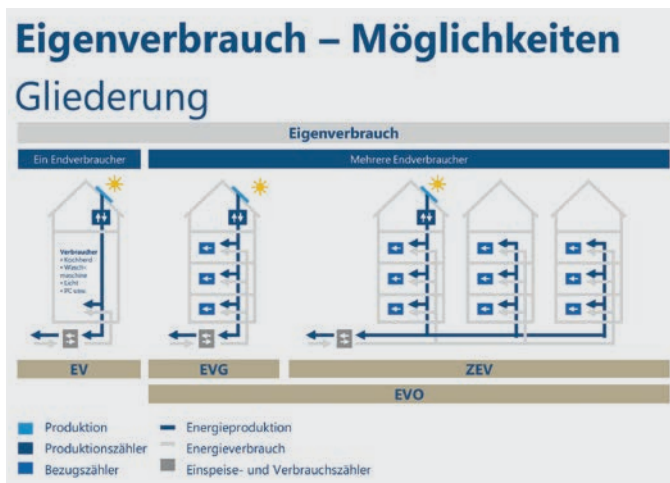 Eigenverbrauch – Möglichkeiten
Gliederung
Eigenverbrauch
Ein Endverbraucher
Mehrere Endverbraucher
Verbraucher
• Kochherd
• Wasch-
maschine
• Licht
• PC usw.
EV
EVG
ZEV
EVO
Produktion
Energieproduktion
Produktionszähler
Energieverbrauch
Bezugszähler
Einspeise- und Verbrauchszähler